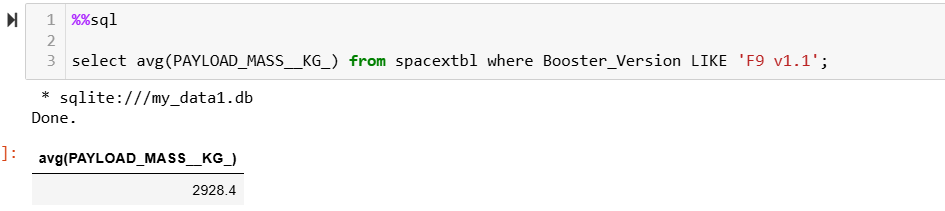 1 %%sql
2
3 select avg(PAYLOAD_MASS__KG_) from spacextbl where Booster_Version LIKE 'F9 v1.1';
* sqlite:///my_data1.db
Done.
]:
avg(PAYLOAD_MASS__KG_)
2928.4